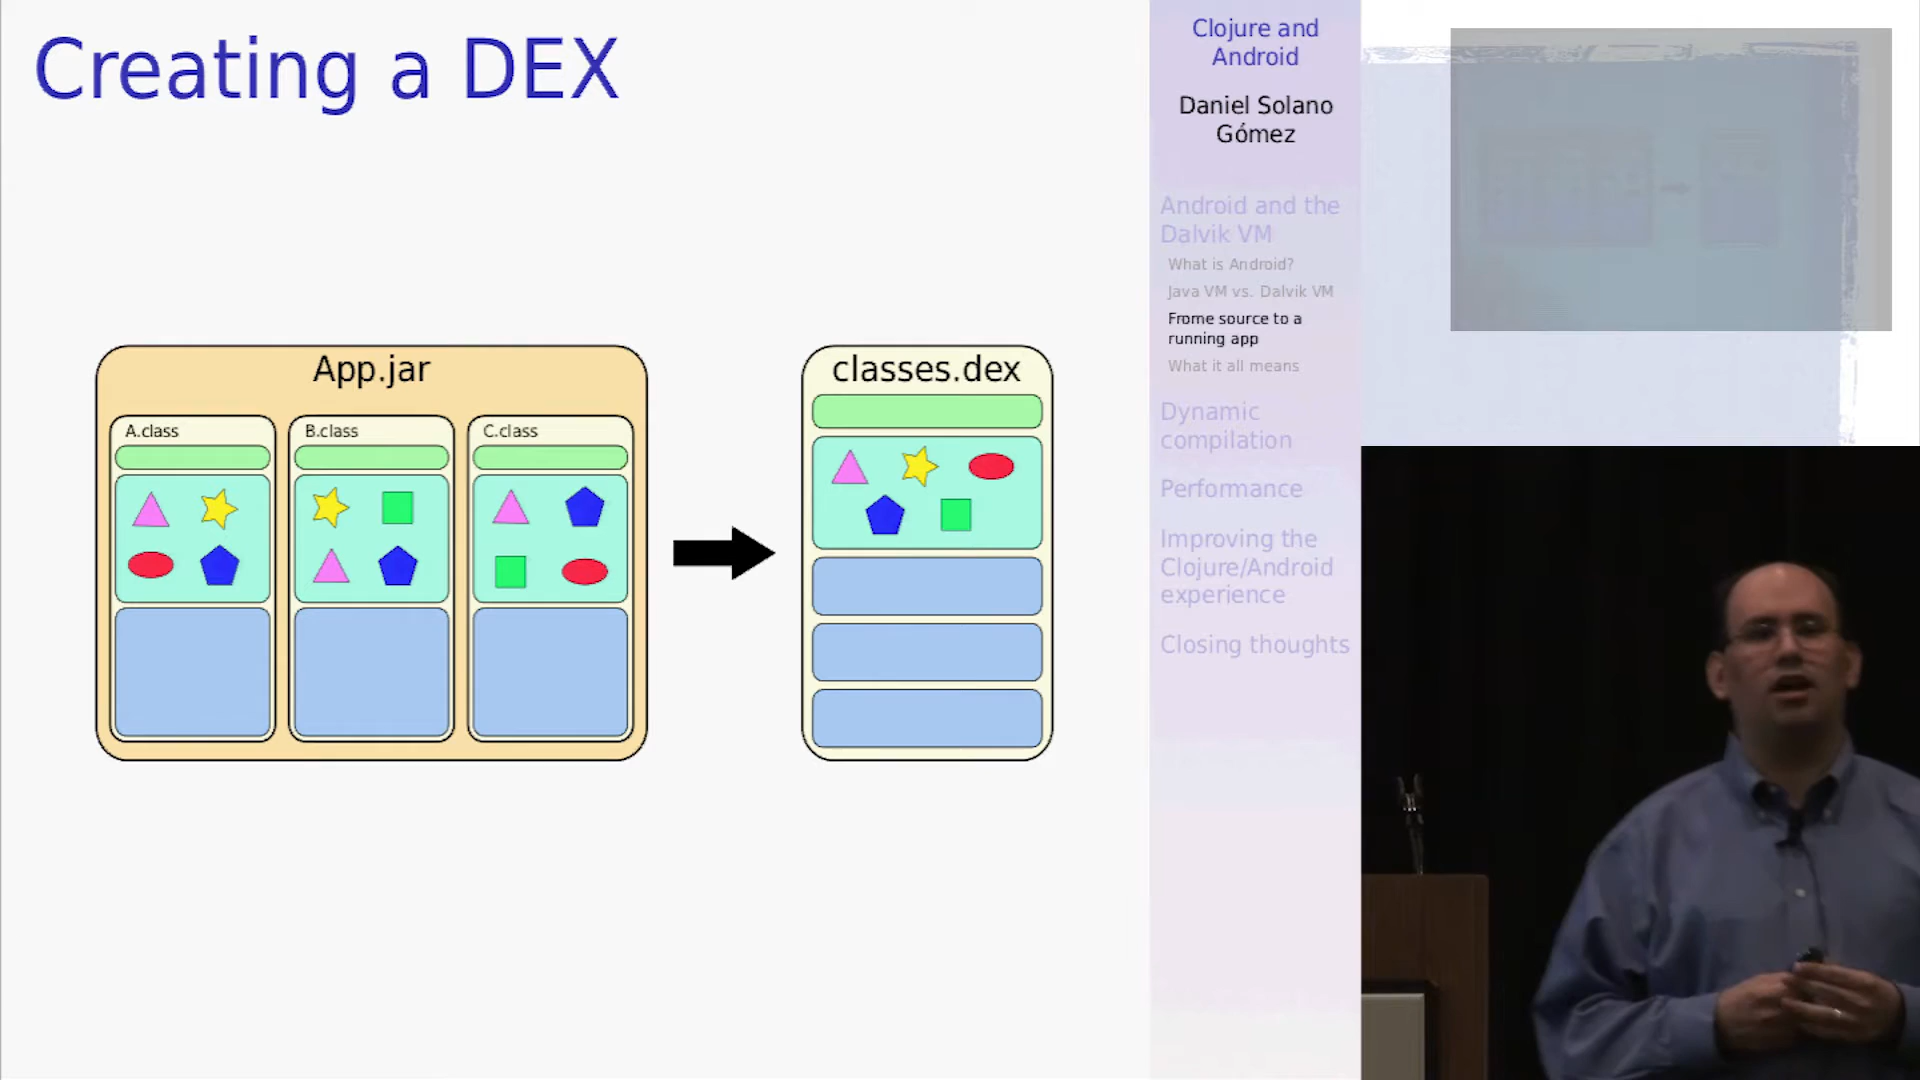 Creating a DEX
App.jar
A.class
B.class
C.class
classes.dex
Clojure and
Android
Daniel Solano
Gómez
Android and the
Dalvik VM
What is Android?
Java VM vs. Dalvik VM
Frome source to a
running app
What it all means
Dynamic
compilation
Performance
Improving the
Clojure/Android
experience
Closing thoughts